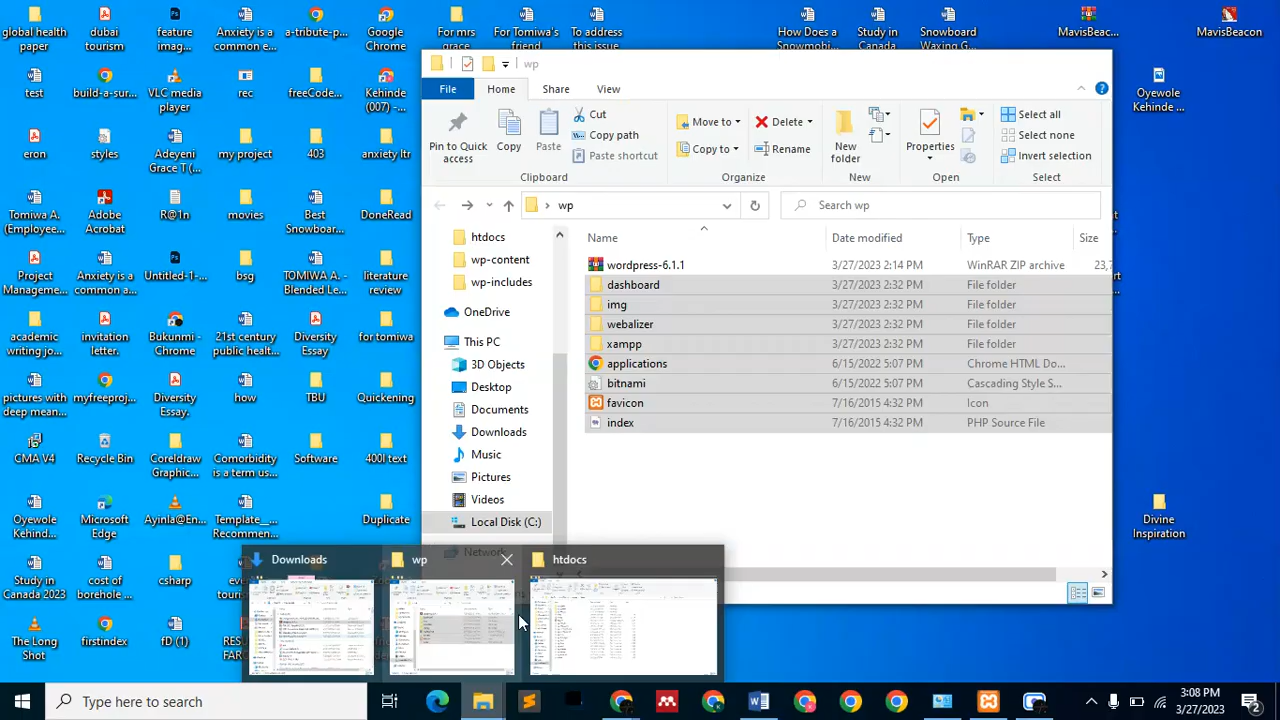 global health
paper
dubai
tourism
feature
imag...
Anxiety is a
common e...
a-tribute-p...
Google
Chrome
For mrs
grace
For Tomiwa's
friend
To address
this issue
How Does a
Snowmobi...
Study in
Canada
Snowboard
Waxing G...
MavisBeac...
MavisBeacon
test
build-a-sur...
VLC media
player
rec
freeCode...
Kehinde
(007) -...
Oyewole
Kehinde ...
eron
styles
Adeyeni
Grace T (...
my project
403
anxiety ltr
Tomiwa A.
(Employee...
Adobe
Acrobat
R@1n
movies
Best
Snowboar...
DoneRead
Project
Manageme...
Anxiety is a
common a...
Untitled-1-...
bsg
TOMIWA A. -
Blended Le...
literature
review
academic
writing jo...
invitation
letter.
Bukunmi -
Chrome
21st century
public healt...
Diversity
Essay
for tomiwa
pictures with
deep mean...
myfreeproj...
Diversity
Essay.
how
TBU
Quickening
CMA V4
Recycle Bin
Coreldraw
Graphic...
Comorbidity
is a term us...
Software
400l text
Oyewole
Kehind...
Microsoft
Edge
Ayinla@En...
Template__...
Recommen...
Duplicate
Divine
Inspiration
Study in
Canada 2023
cost of
borehole ...
csharp
TheLong
Shot
firstindex
fD (1)
wp
File
Home
Share
View
Pin to Quick
access
Copy
Paste
Cut
Copy path
Paste shortcut
Clipboard
Move to
Copy to
Delete
Rename
Organize
New
folder
New
Properties
Open
Select all
Select none
Invert selection
Select
wp
Search wp
htdocs
wp-content
wp-includes
OneDrive
This PC
3D Objects
Desktop
Documents
Downloads
Music
Pictures
Videos
Local Disk (C:)
Network
Name Date modified Type Size
wordpress-6.1.1 3/27/2023 2:14 PM WinRAR ZIP archive 23,7
dashboard 3/27/2023 2:32 PM File folder
img 3/27/2023 2:32 PM File folder
webalizer 3/27/2023 2:32 PM File folder
xampp 3/27/2023 2:32 PM File folder
applications 6/15/2022 5:07 PM Chrome HTML Do...
bitnami 6/15/2022 5:07 PM Cascading Style S...
favicon 7/16/2015 4:32 PM Icon
index 7/16/2015 4:32 PM PHP Source File
Downloads
wp
htdocs
Type here to search
3:08 PM
3/27/2023
2